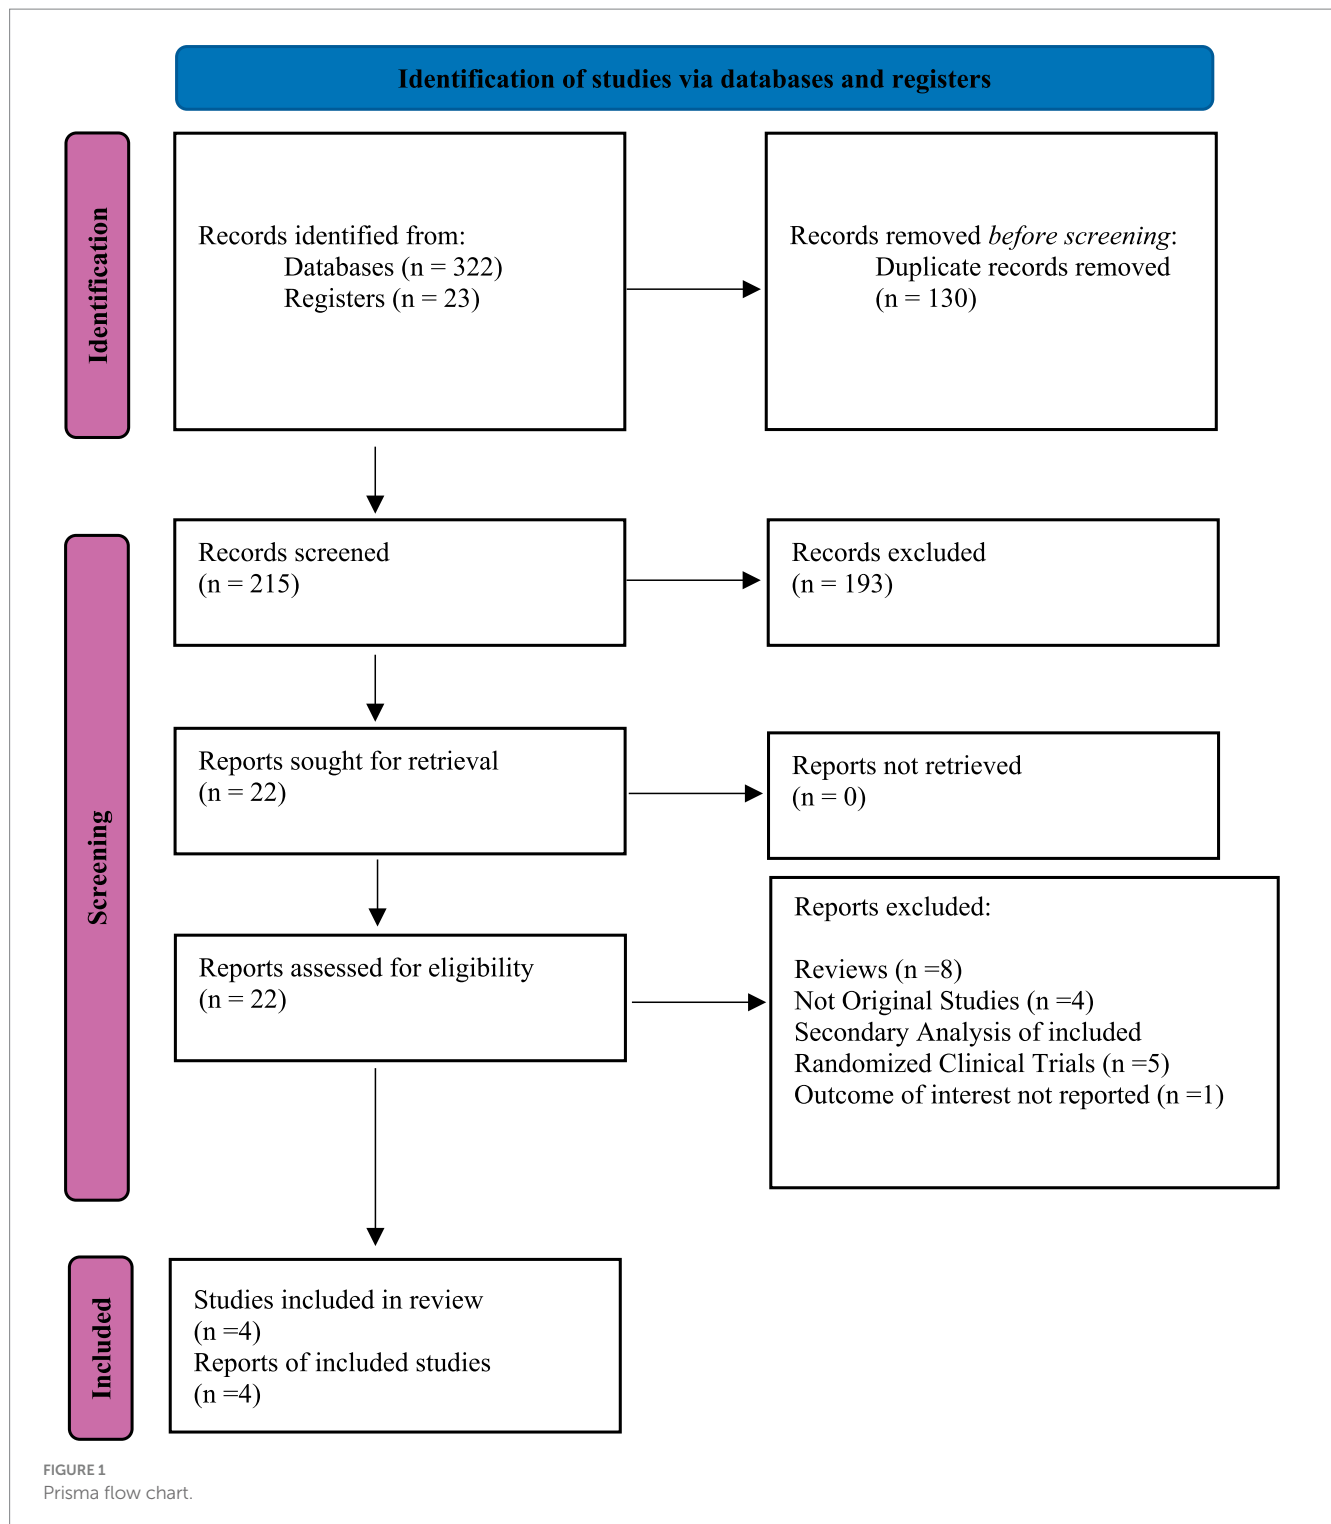 Identification of studies via databases and registers
Identification
Records identified from:
Databases (n = 322)
Registers (n = 23)
Records removed before screening:
Duplicate records removed
(n = 130)
Screening
Records screened
(n = 215)
Records excluded
(n = 193)
Reports sought for retrieval
(n = 22)
Reports not retrieved
(n = 0)
Reports assessed for eligibility
(n = 22)
Reports excluded:
Reviews (n =8)
Not Original Studies (n =4)
Secondary Analysis of included
Randomized Clinical Trials (n =5)
Outcome of interest not reported (n =1)
Included
Studies included in review
(n =4)
Reports of included studies
(n =4)
FIGURE 1
Prisma flow chart.